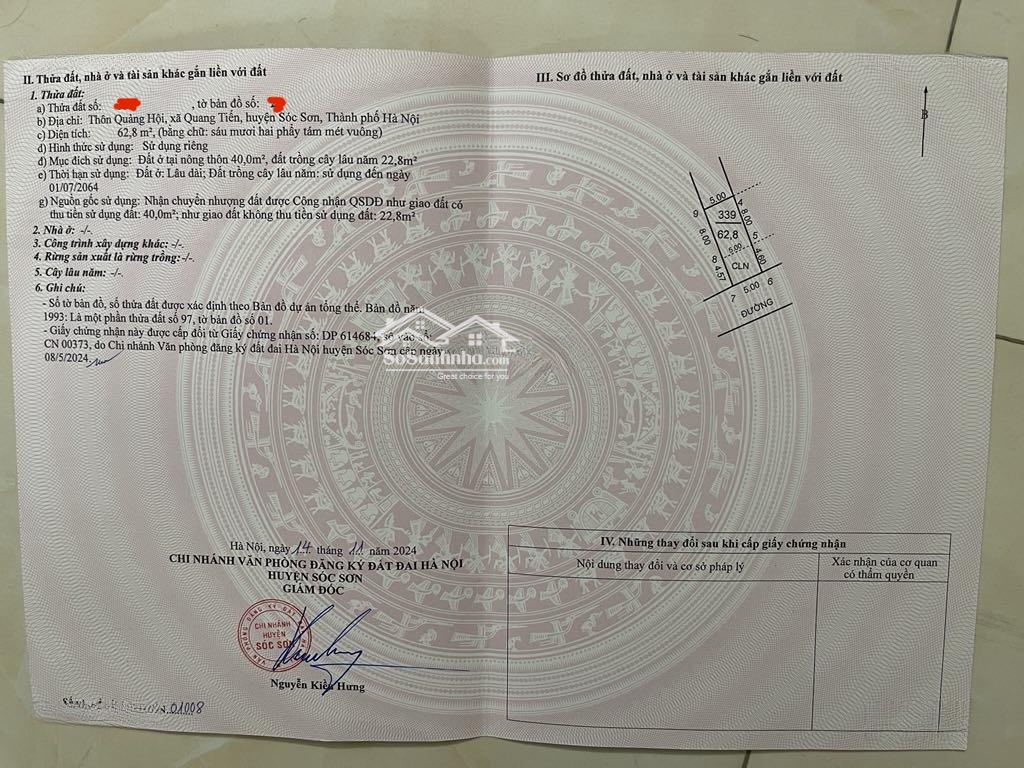 II. Thửa đất, nhà ở và tài sản khác gắn liền với đất
1. Thửa đất:
a) Thửa đất số: , tờ bản đồ số:
b) Địa chỉ: Thôn Quảng Hội, xã Quang Tiến, huyện Sóc Sơn, Thành phố Hà Nội
c) Diện tích: 62,8 m², (bằng chữ: sáu mươi hai phẩy tám mét vuông)
d) Hình thức sử dụng: Sử dụng riêng
đ) Mục đích sử dụng: Đất ở tại nông thôn 40,0m², đất trồng cây lâu năm 22,8m²
e) Thời hạn sử dụng: Đất ở: Lâu dài; Đất trồng cây lâu năm: sử dụng đến ngày
01/07/2064
g) Nguồn gốc sử dụng: Nhận chuyển nhượng đất được Công nhận QSDĐ như giao đất có
thu tiền sử dụng đất: 40,0m²; như giao đất không thu tiền sử dụng đất: 22,8m²
2. Nhà ở: -/-.
3. Công trình xây dựng khác: -/-.
4. Rừng sản xuất là rừng trồng: -/-.
5. Cây lâu năm: -/-.
6. Ghi chú:
- Số tờ bản đồ, số thửa đất được xác định theo Bản đồ dự án tổng thể. Bản đồ năm
1993: Là một phần thửa đất số 97, tờ bản đồ số 01.
- Giấy chứng nhận này được cấp đổi từ Giấy chứng nhận số: DP 614684, số vào sổ:
CN 00373, do Chi nhánh Văn phòng đăng ký đất đai Hà Nội huyện Sóc Sơn cấp ngày
08/5/2024
SoSanhnha.com
Great choice for you
Hà Nội, ngày 14 tháng 11 năm 2024
CHI NHÁNH VĂN PHÒNG ĐĂNG KÝ ĐẤT ĐAI HÀ NỘI
HUYỆN SÓC SƠN
GIÁM ĐỐC
CHI NHÁNH
HUYỆN
SÓC SƠN
Nguyễn Kiều Hưng
01008
III. Sơ đồ thửa đất, nhà ở và tài sản khác gắn liền với đất
B
5.00
9
4
339
8.00
8.00
62,8
5
5.00
8
4.57
CLN
4.60
7
5.00
6
ĐƯỜNG
IV. Những thay đổi sau khi cấp giấy chứng nhận
Nội dung thay đổi và cơ sở pháp lý
Xác nhận của cơ quan
có thẩm quyền